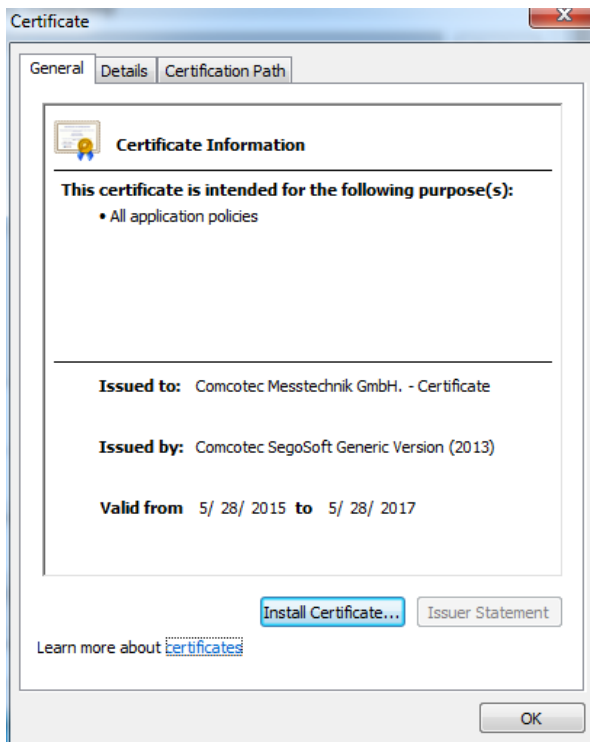 Certificate
General Details Certification Path
Certificate Information
This certificate is intended for the following purpose(s):
• All application policies
Issued to: Comcotec Messtechnik GmbH. - Certificate
Issued by: Comcotec SegoSoft Generic Version (2013)
Valid from 5/ 28/ 2015 to 5/ 28/ 2017
Install Certificate... Issuer Statement
Learn more about certificates
OK